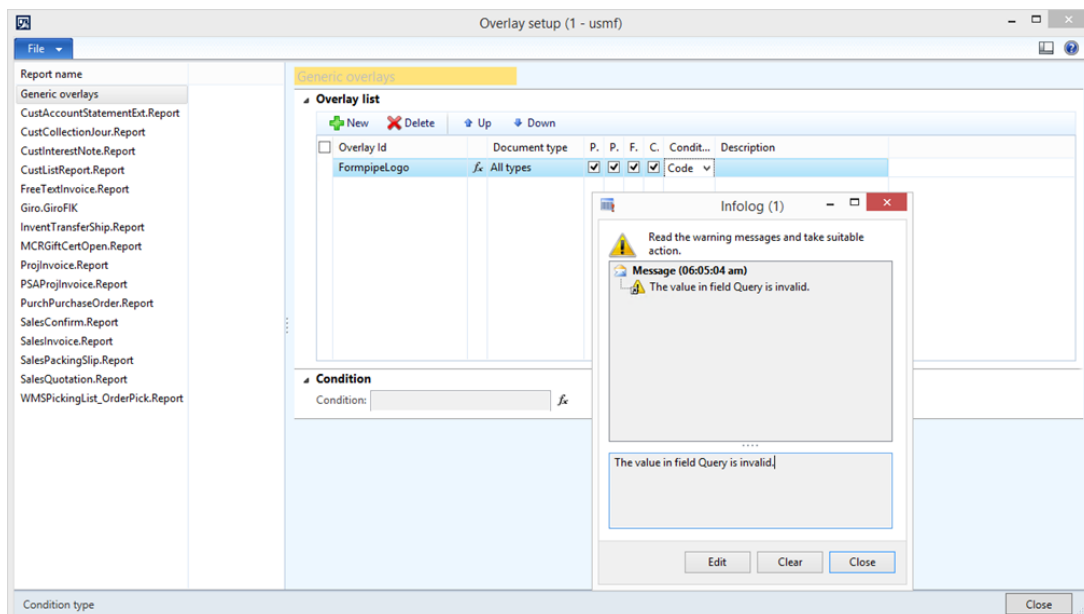 Overlay setup (1 - usmf)
File
Report name
Generic overlays
CustAccountStatementExt.Report
CustCollectionJour.Report
CustInterestNote.Report
CustListReport.Report
FreeTextInvoice.Report
Giro.GiroFIK
InventTransferShip.Report
MCRGiftCertOpen.Report
ProjInvoice.Report
PSAProjInvoice.Report
PurchPurchaseOrder.Report
SalesConfirm.Report
SalesInvoice.Report
SalesPackingSlip.Report
SalesQuotation.Report
WMSPickingList_OrderPick.Report
Generic overlays
Overlay list
New Delete Up Down
Overlay Id Document type P. P. F. C. Condit... Description
FormpipeLogo fx All types Code
Condition
Condition: fx
Infolog (1)
Read the warning messages and take suitable
action.
Message (06:05:04 am)
The value in field Query is invalid.
The value in field Query is invalid.
Edit Clear Close
Condition type
Close